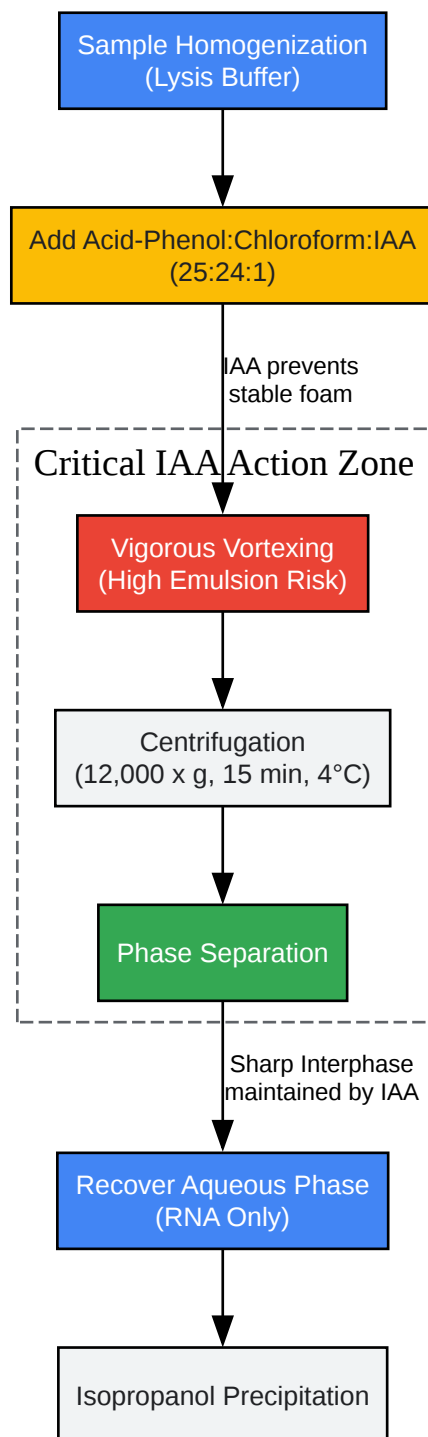 Sample Homogenization
(Lysis Buffer)
Add Acid-Phenol:Chloroform:IAA
(25:24:1)
IAA prevents
stable foam
Critical IAA Action Zone
Vigorous Vortexing
(High Emulsion Risk)
Centrifugation
(12,000 x g, 15 min, 4°C)
Phase Separation
Sharp Interphase
maintained by IAA
Recover Aqueous Phase
(RNA Only)
Isopropanol Precipitation